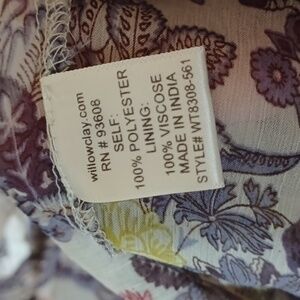 willowclay.com
RN # 93608
SELF:
100% POLYESTER
LINING:
100% VISCOSE
MADE IN INDIA
STYLE# WT8308-561